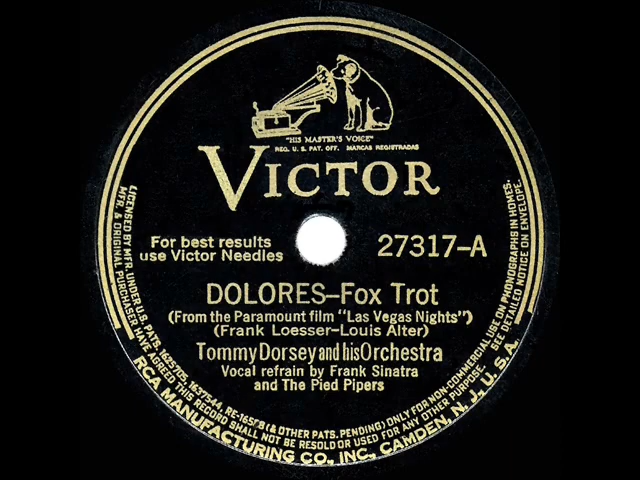 "HIS MASTER'S VOICE"
REG. U. S. PAT. OFF. MARCAS REGISTRADAS
VICTOR
For best results
use Victor Needles
27317-A
DOLORES-Fox Trot
(From the Paramount film "Las Vegas Nights")
(Frank Loesser-Louis Alter)
Tommy Dorsey and his Orchestra
Vocal refrain by Frank Sinatra
and The Pied Pipers
LICENSED BY MFR. UNDER U.S. PATS. 1625705, 1637544, RE-16588 (& OTHER PATS. PENDING) ONLY FOR NON-COMMERCIAL USE ON PHONOGRAPHS IN HOMES.
MFR. & ORIGINAL PURCHASER HAVE AGREED THIS RECORD SHALL NOT BE RESOLD OR USED FOR ANY OTHER PURPOSE. SEE DETAILED NOTICE ON ENVELOPE.
RCA MANUFACTURING CO., INC., CAMDEN, N. J., U. S. A.